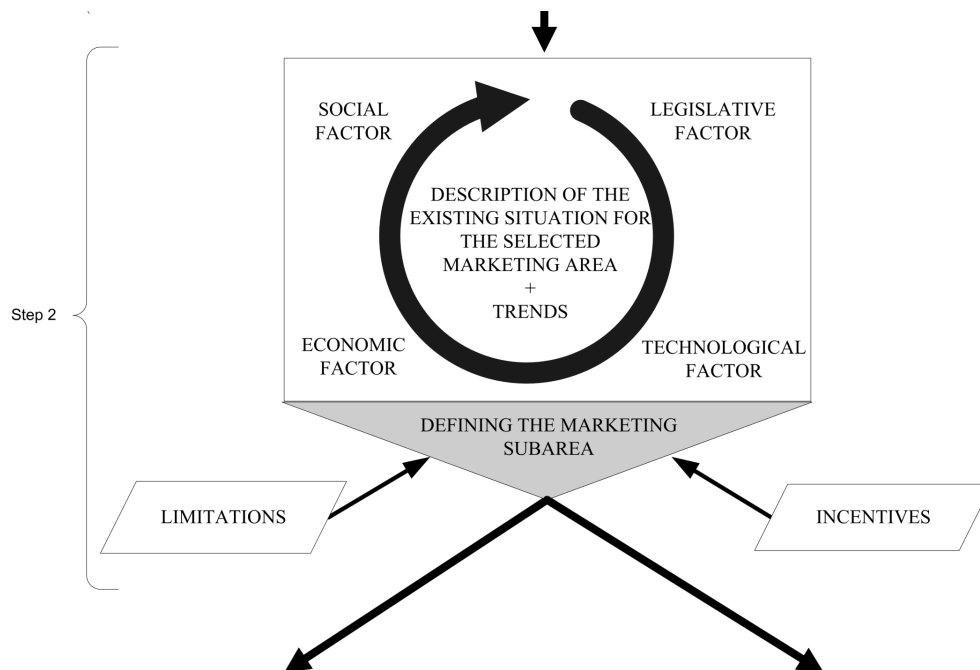 SOCIAL
FACTOR
LEGISLATIVE
FACTOR
DESCRIPTION OF THE
EXISTING SITUATION FOR
THE SELECTED
MARKETING AREA
+
TRENDS
Step 2
ECONOMIC
FACTOR
TECHNOLOGICAL
FACTOR
DEFINING THE MARKETING
SUBAREA
LIMITATIONS
INCENTIVES